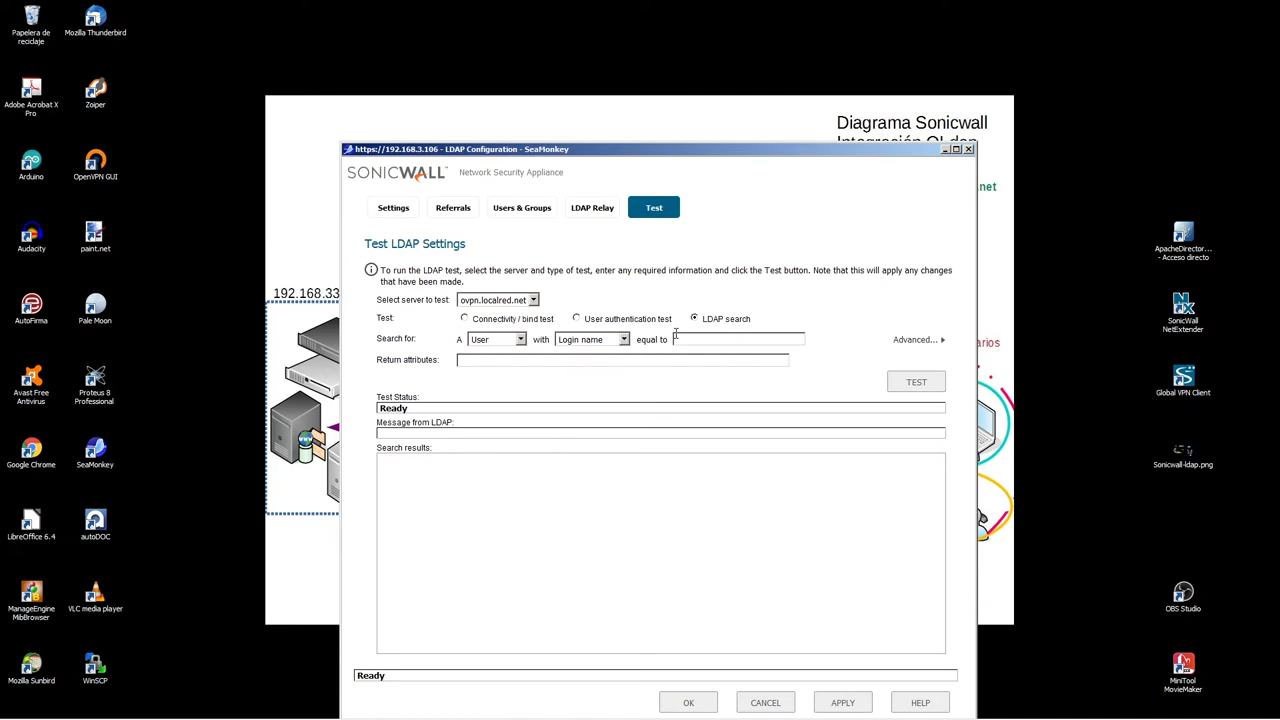 Papelera de
reciclaje
Mozilla Thunderbird
Adobe Acrobat X
Pro
Zoiper
Arduino
OpenVPN GUI
Audacity
paint.net
AutoFirma
Pale Moon
Avast Free
Antivirus
Proteus 8
Professional
Google Chrome
SeaMonkey
LibreOffice 6.4
autoDOC
ManageEngine
MibBrowser
VLC media player
Mozilla Sunbird
WinSCP
Diagrama Sonicwall
192.168.33
https://192.168.3.106 - LDAP Configuration - SeaMonkey
SONICWALL Network Security Appliance
Settings
Referrals
Users & Groups
LDAP Relay
Test
Test LDAP Settings
To run the LDAP test, select the server and type of test, enter any required information and click the Test button. Note that this will apply any changes
that have been made.
Select server to test: ovpn.localred.net
Test: Connectivity / bind test User authentication test LDAP search
Search for: A User with Login name equal to Advanced...
Return attributes:
TEST
Test Status:
Ready
Message from LDAP:
Search results:
Ready
OK
CANCEL
APPLY
HELP
.net
arios
ApacheDirector...
- Acceso directo
SonicWall
NetExtender
Global VPN Client
Sonicwall-ldap.png
OBS Studio
MiniTool
MovieMaker